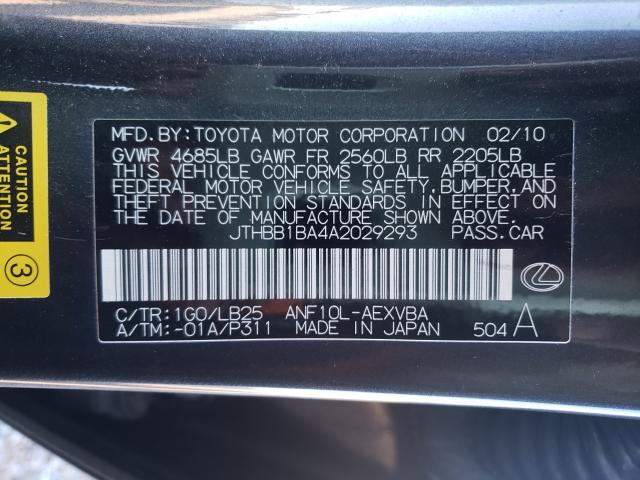 MFD.BY:TOYOTA MOTOR CORPORATION 02/10
GVWR 4685LB GAWR FR 2560LB RR 2205LB
THIS VEHICLE CONFORMS TO ALL APPLICABLE
FEDERAL MOTOR VEHICLE SAFETY,BUMPER,AND
THEFT PREVENTION STANDARDS IN EFFECT ON
THE DATE OF MANUFACTURE SHOWN ABOVE.
JTHBB1BA4A2029293 PASS.CAR
C/TR:1G0/LB25 ANF10L-AEXVBA
A/TM:-01A/P311 MADE IN JAPAN 504 A
CAUTION
ATTENTION
3